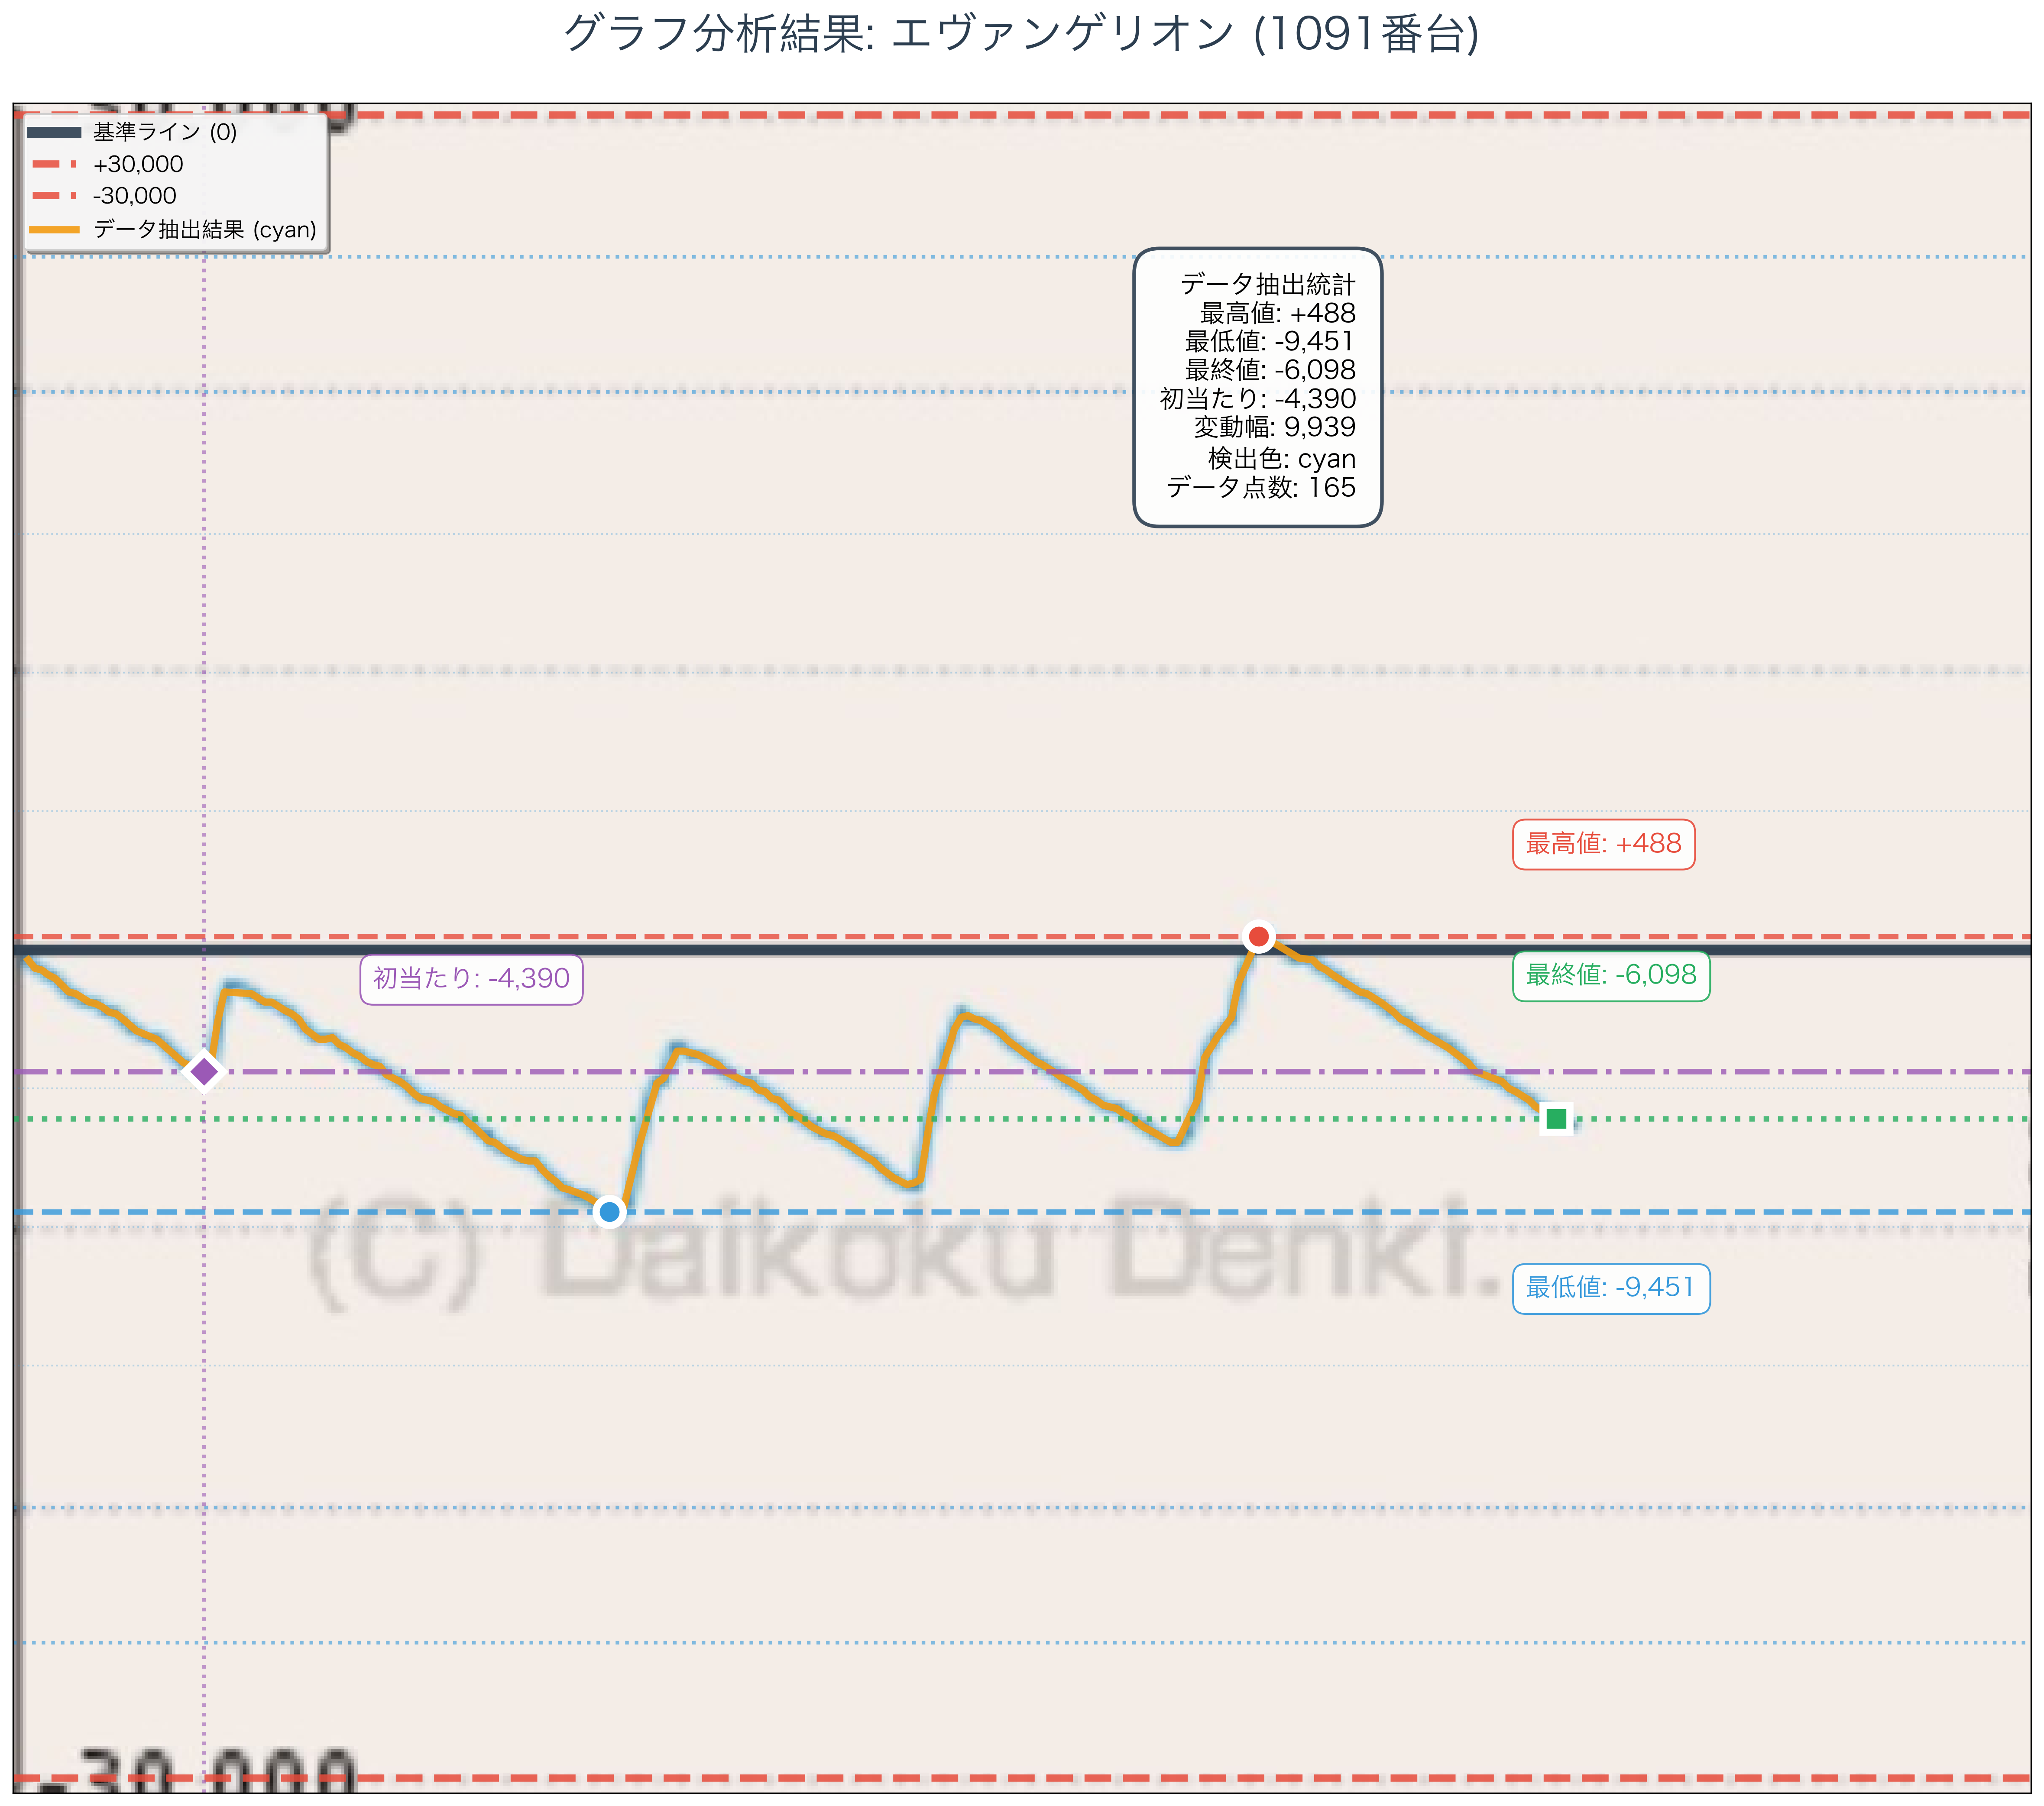 グラフ分析結果: エヴァンゲリオン (1091番台)
基準ライン (0)
+30,000
-30,000
データ抽出結果 (cyan)
データ抽出統計
最高値: +488
最低値: -9,451
最終値: -6,098
初当たり: -4,390
変動幅: 9,939
検出色: cyan
データ点数: 165
最高値: +488
初当たり: -4,390
最終値: -6,098
(C) Daikoku Denki.
最低値: -9,451
-30,000